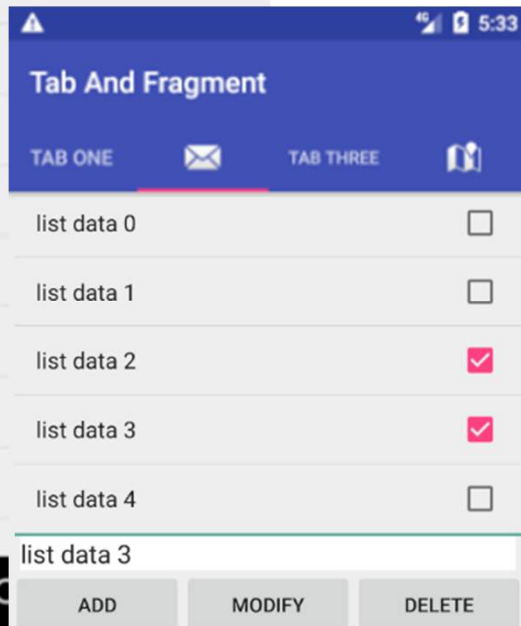 4G 5:33
Tab And Fragment
TAB ONE TAB THREE
list data 0
list data 1
list data 2
list data 3
list data 4
list data 3
ADD MODIFY DELETE